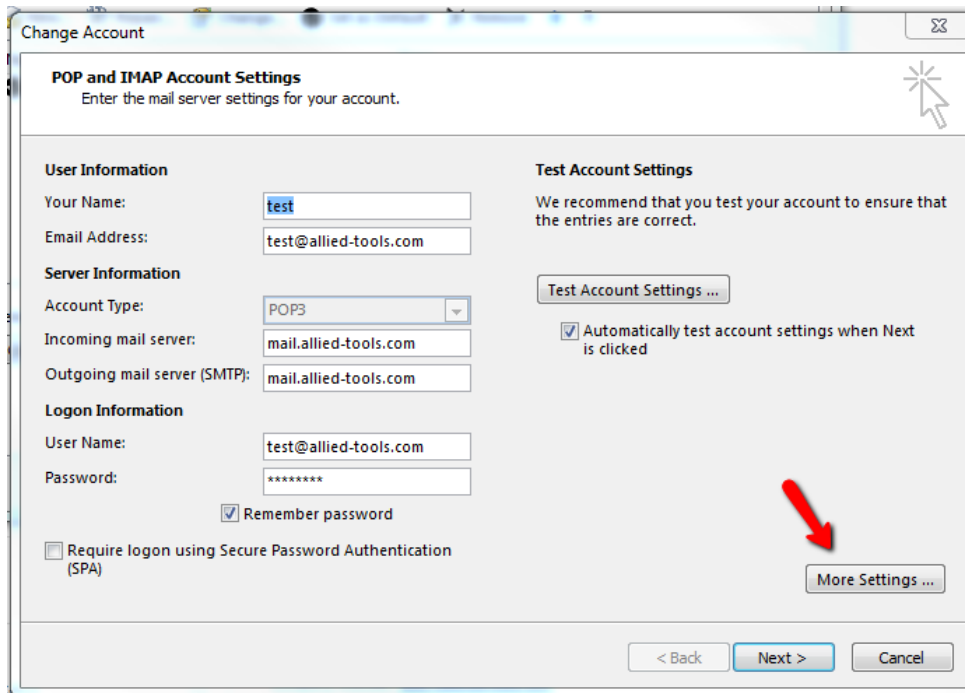 Change Account
POP and IMAP Account Settings
Enter the mail server settings for your account.
User Information
Your Name:
test
Email Address:
test@allied-tools.com
Server Information
Account Type:
POP3
Incoming mail server:
mail.allied-tools.com
Outgoing mail server (SMTP):
mail.allied-tools.com
Logon Information
User Name:
test@allied-tools.com
Password:
********
Remember password
Require logon using Secure Password Authentication
(SPA)
Test Account Settings
We recommend that you test your account to ensure that
the entries are correct.
Test Account Settings ...
Automatically test account settings when Next
is clicked
More Settings ...
< Back
Next >
Cancel